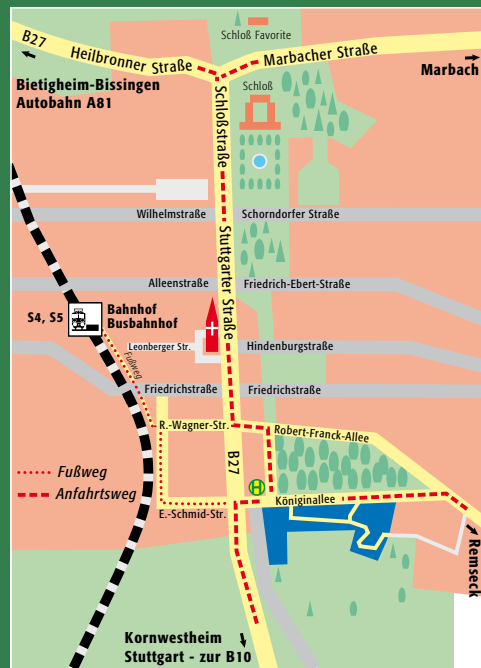 B27
Heilbronner Straße
Schloß Favorite
Marbacher Straße
Marbach
Bietigheim-Bissingen
Autobahn A81
Schloß
Schloßstraße
Wilhelmstraße
Schorndorfer Straße
Stuttgarter Straße
Alleenstraße
Friedrich-Ebert-Straße
S4, S5
Bahnhof
Busbahnhof
Leonberger Str.
Hindenburgstraße
Fußweg
Friedrichstraße
Friedrichstraße
R.-Wagner-Str.
Robert-Franck-Allee
B27
Fußweg
Anfahrtsweg
H
Königinallee
E.-Schmid-Str.
Remseck
Kornwestheim
Stuttgart - zur B10